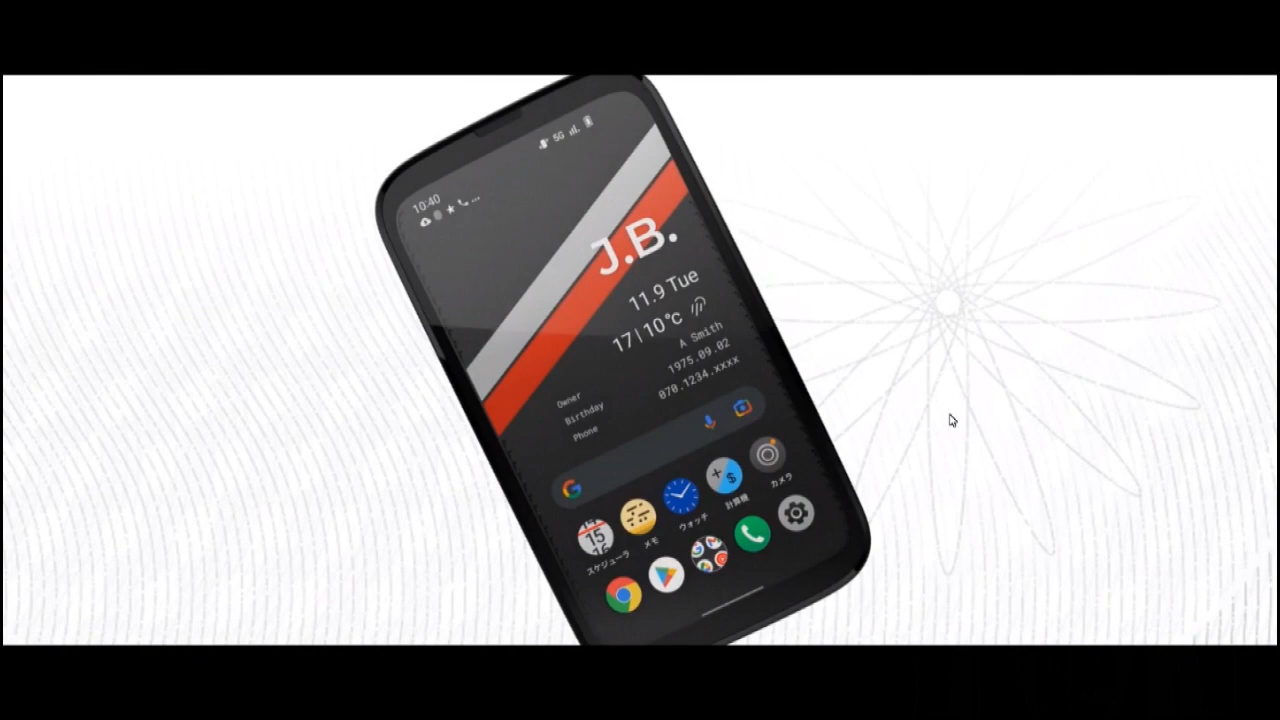 10:40
5G
J.B.
11.9 Tue
17|10℃
Owner A Smith
Birthday 1975.09.02
Phone 070.1234.xxxx
15
スケジューラ
メモ
ウォッチ
計算機
カメラ